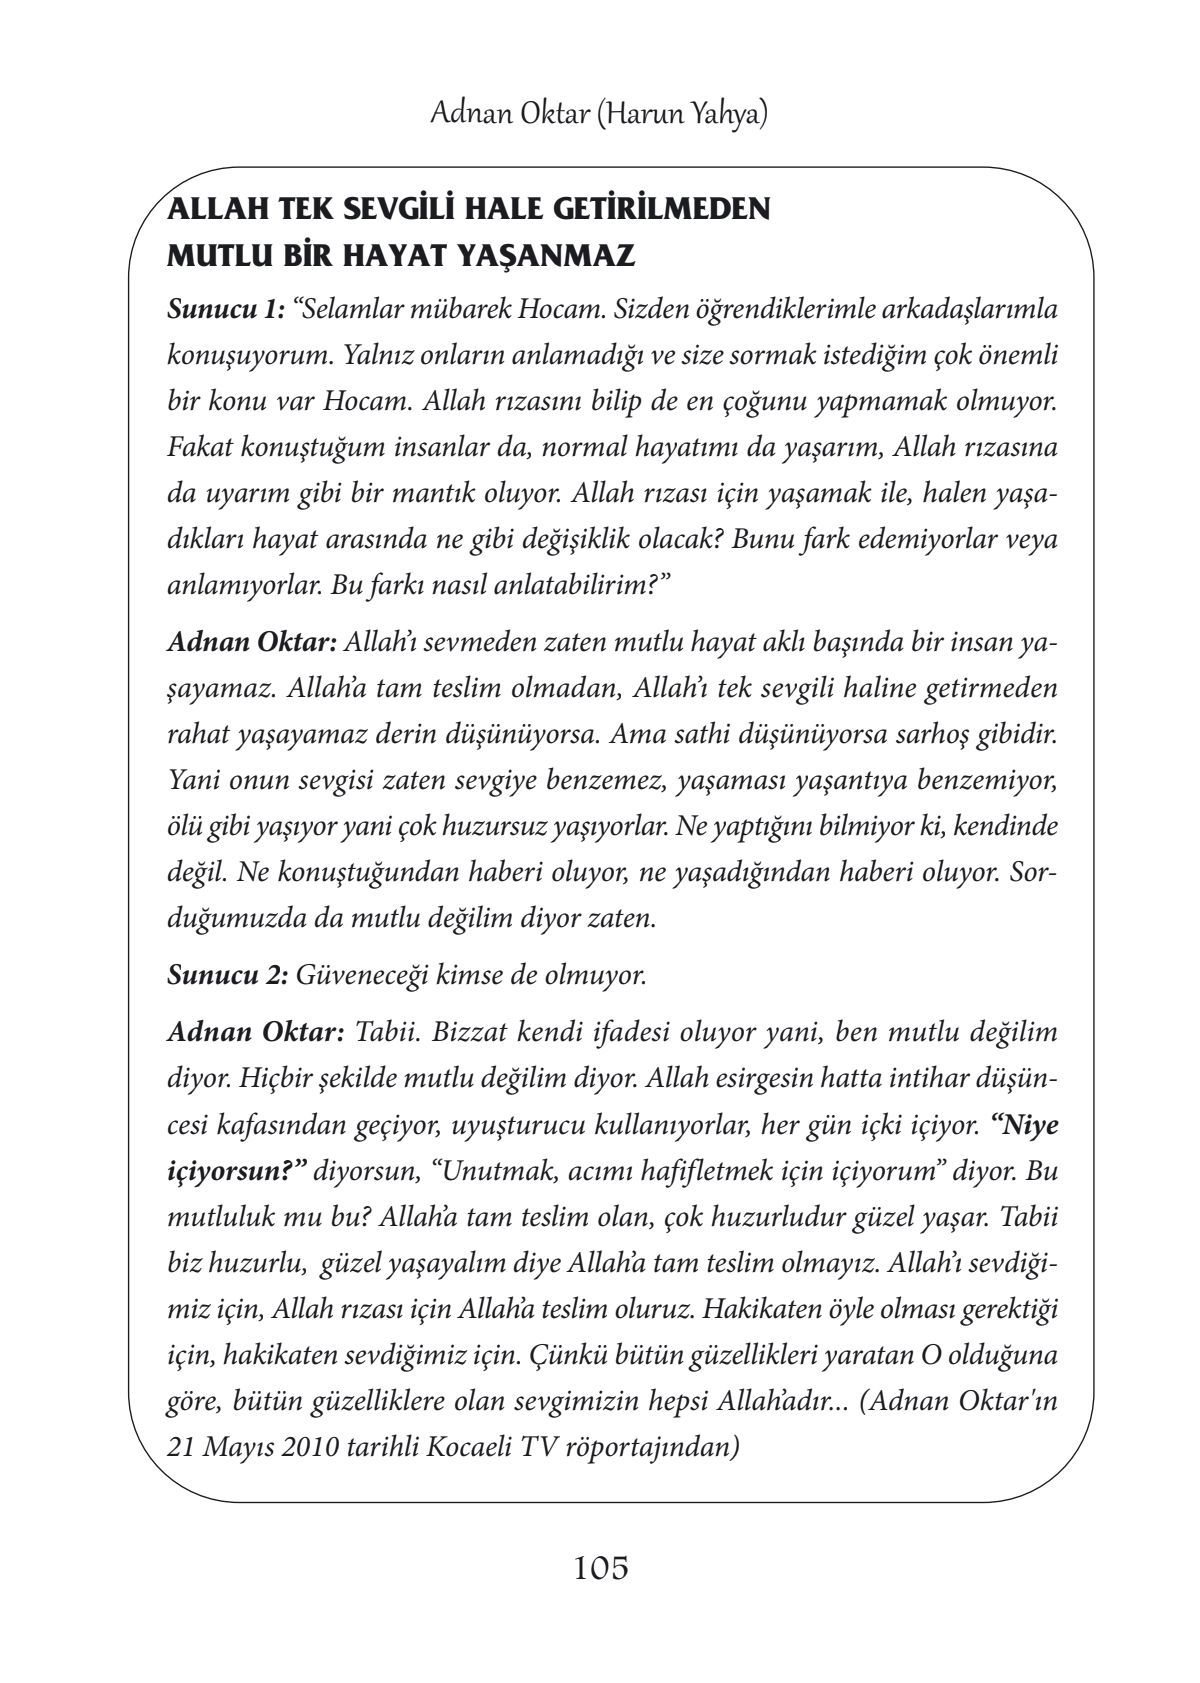 Adnan Oktar (Harun Yahya)
ALLAH TEK SEVGİLİ HALE GETİRİLMEDEN
MUTLU BİR HAYAT YAŞANMAZ
Sunucu 1: “Selamlar mübarek Hocam. Sizden öğrendiklerimle arkadaşlarımla
konuşuyorum. Yalnız onların anlamadığı ve size sormak istediğim çok önemli
bir konu var Hocam. Allah rızasını bilip de en çoğunu yapmamak olmuyor.
Fakat konuştuğum insanlar da, normal hayatımı da yaşarım, Allah rızasına
da uyarım gibi bir mantık oluyor. Allah rızası için yaşamak ile, halen yaşa-
dıkları hayat arasında ne gibi değişiklik olacak? Bunu fark edemiyorlar veya
anlamıyorlar. Bu farkı nasıl anlatabilirim?”
Adnan Oktar: Allah’ı sevmeden zaten mutlu hayat aklı başında bir insan ya-
şayamaz. Allah’a tam teslim olmadan, Allah’ı tek sevgili haline getirmeden
rahat yaşayamaz derin düşünüyorsa. Ama sathi düşünüyorsa sarhoş gibidir.
Yani onun sevgisi zaten sevgiye benzemez, yaşaması yaşantıya benzemiyor,
ölü gibi yaşıyor yani çok huzursuz yaşıyorlar. Ne yaptığını bilmiyor ki, kendinde
değil. Ne konuştuğundan haberi oluyor, ne yaşadığından haberi oluyor. Sor-
duğumuzda da mutlu değilim diyor zaten.
Sunucu 2: Güveneceği kimse de olmuyor.
Adnan Oktar: Tabii. Bizzat kendi ifadesi oluyor yani, ben mutlu değilim
diyor. Hiçbir şekilde mutlu değilim diyor. Allah esirgesin hatta intihar düşün-
cesi kafasından geçiyor, uyuşturucu kullanıyorlar, her gün içki içiyor. “Niye
içiyorsun?” diyorsun, “Unutmak, acımı hafifletmek için içiyorum” diyor. Bu
mutluluk mu bu? Allah’a tam teslim olan, çok huzurludur güzel yaşar. Tabii
biz huzurlu,  güzel yaşayalım diye Allah’a tam teslim olmayız. Allah’ı sevdiği-
miz için, Allah rızası için Allah’a teslim oluruz. Hakikaten öyle olması gerektiği
için, hakikaten sevdiğimiz için. Çünkü bütün güzellikleri yaratan O olduğuna
göre, bütün güzelliklere olan sevgimizin hepsi Allah’adır... (Adnan Oktar'ın
21 Mayıs 2010 tarihli Kocaeli TV röportajından)
105